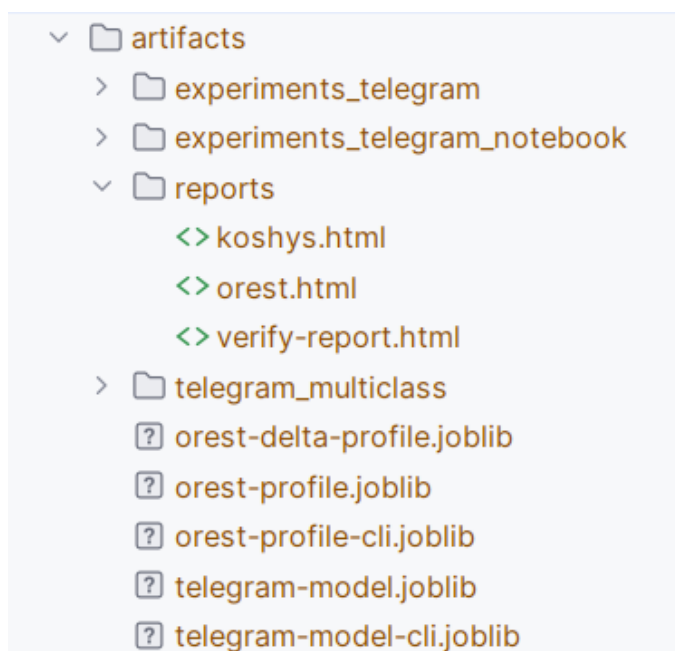 artifacts
experiments_telegram
experiments_telegram_notebook
reports
koshys.html
orest.html
verify-report.html
telegram_multiclass
orest-delta-profile.joblib
orest-profile.joblib
orest-profile-cli.joblib
telegram-model.joblib
telegram-model-cli.joblib